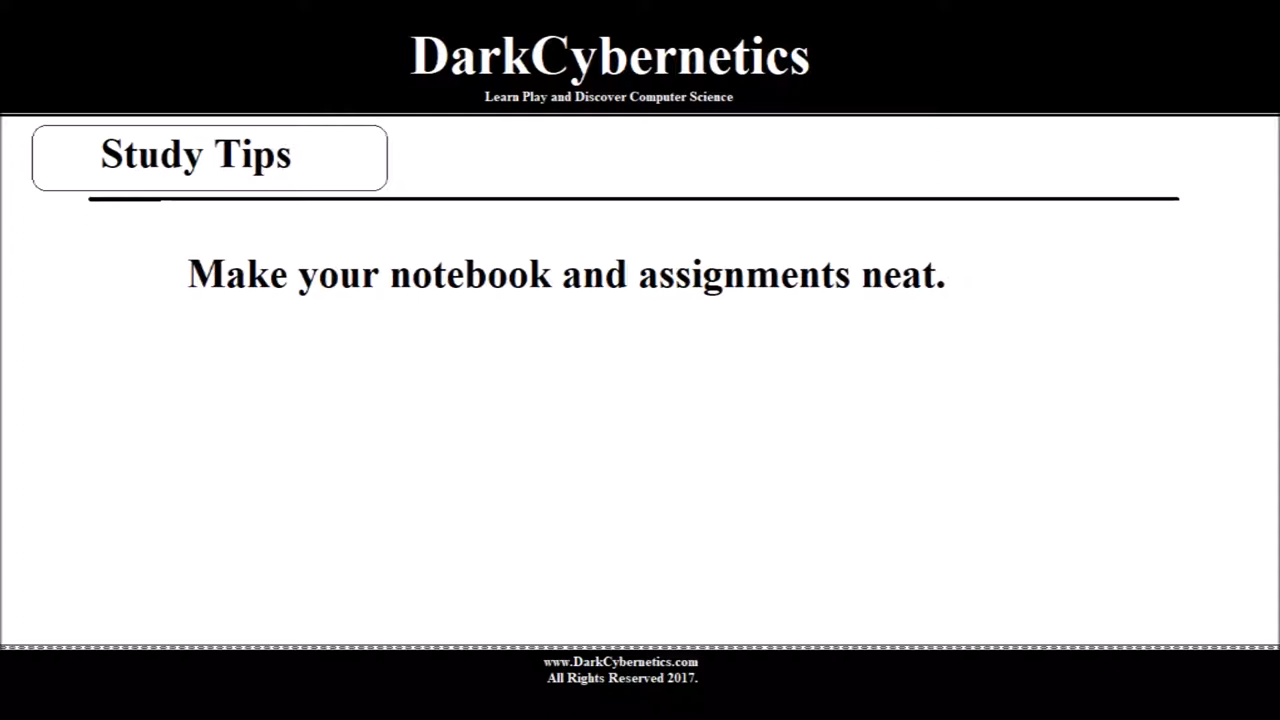 DarkCybernetics
Learn Play and Discover Computer Science
Study Tips
Make your notebook and assignments neat.
www.DarkCybernetics.com
All Rights Reserved 2017.